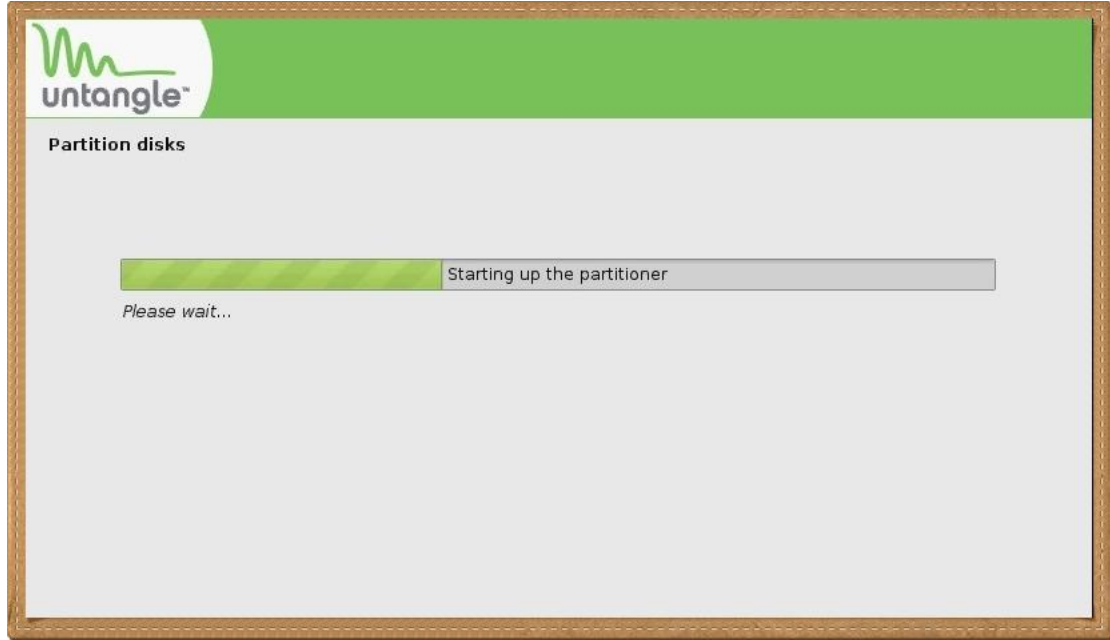 untangle™
Partition disks
Starting up the partitioner
Please wait...